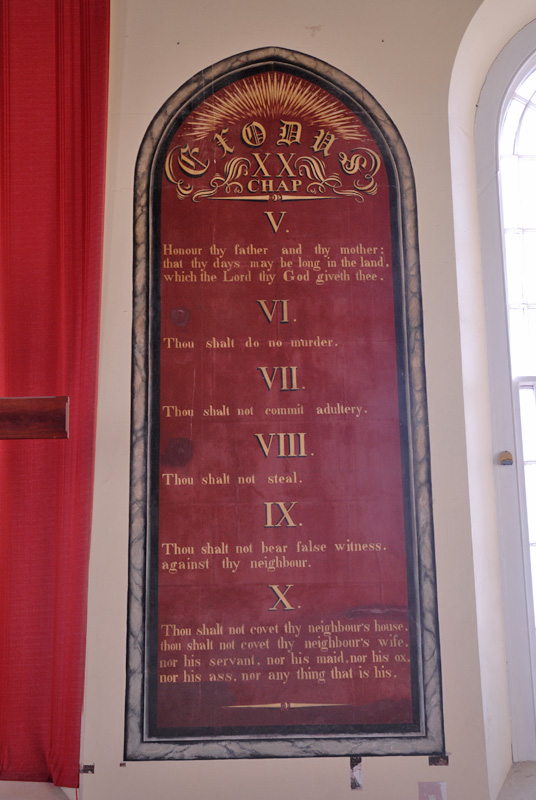 EXODUS
XX
CHAP
V.
Honour thy father and thy mother;
that thy days may be long in the land,
which the Lord thy God giveth thee.
VI.
Thou shalt do no murder.
VII.
Thou shalt not commit adultery.
VIII.
Thou shalt not steal.
IX.
Thou shalt not bear false witness,
against thy neighbour.
X.
Thou shalt not covet thy neighbour's house,
thou shalt not covet thy neighbour's wife,
nor his servant, nor his maid, nor his ox,
nor his ass, nor any thing that is his.